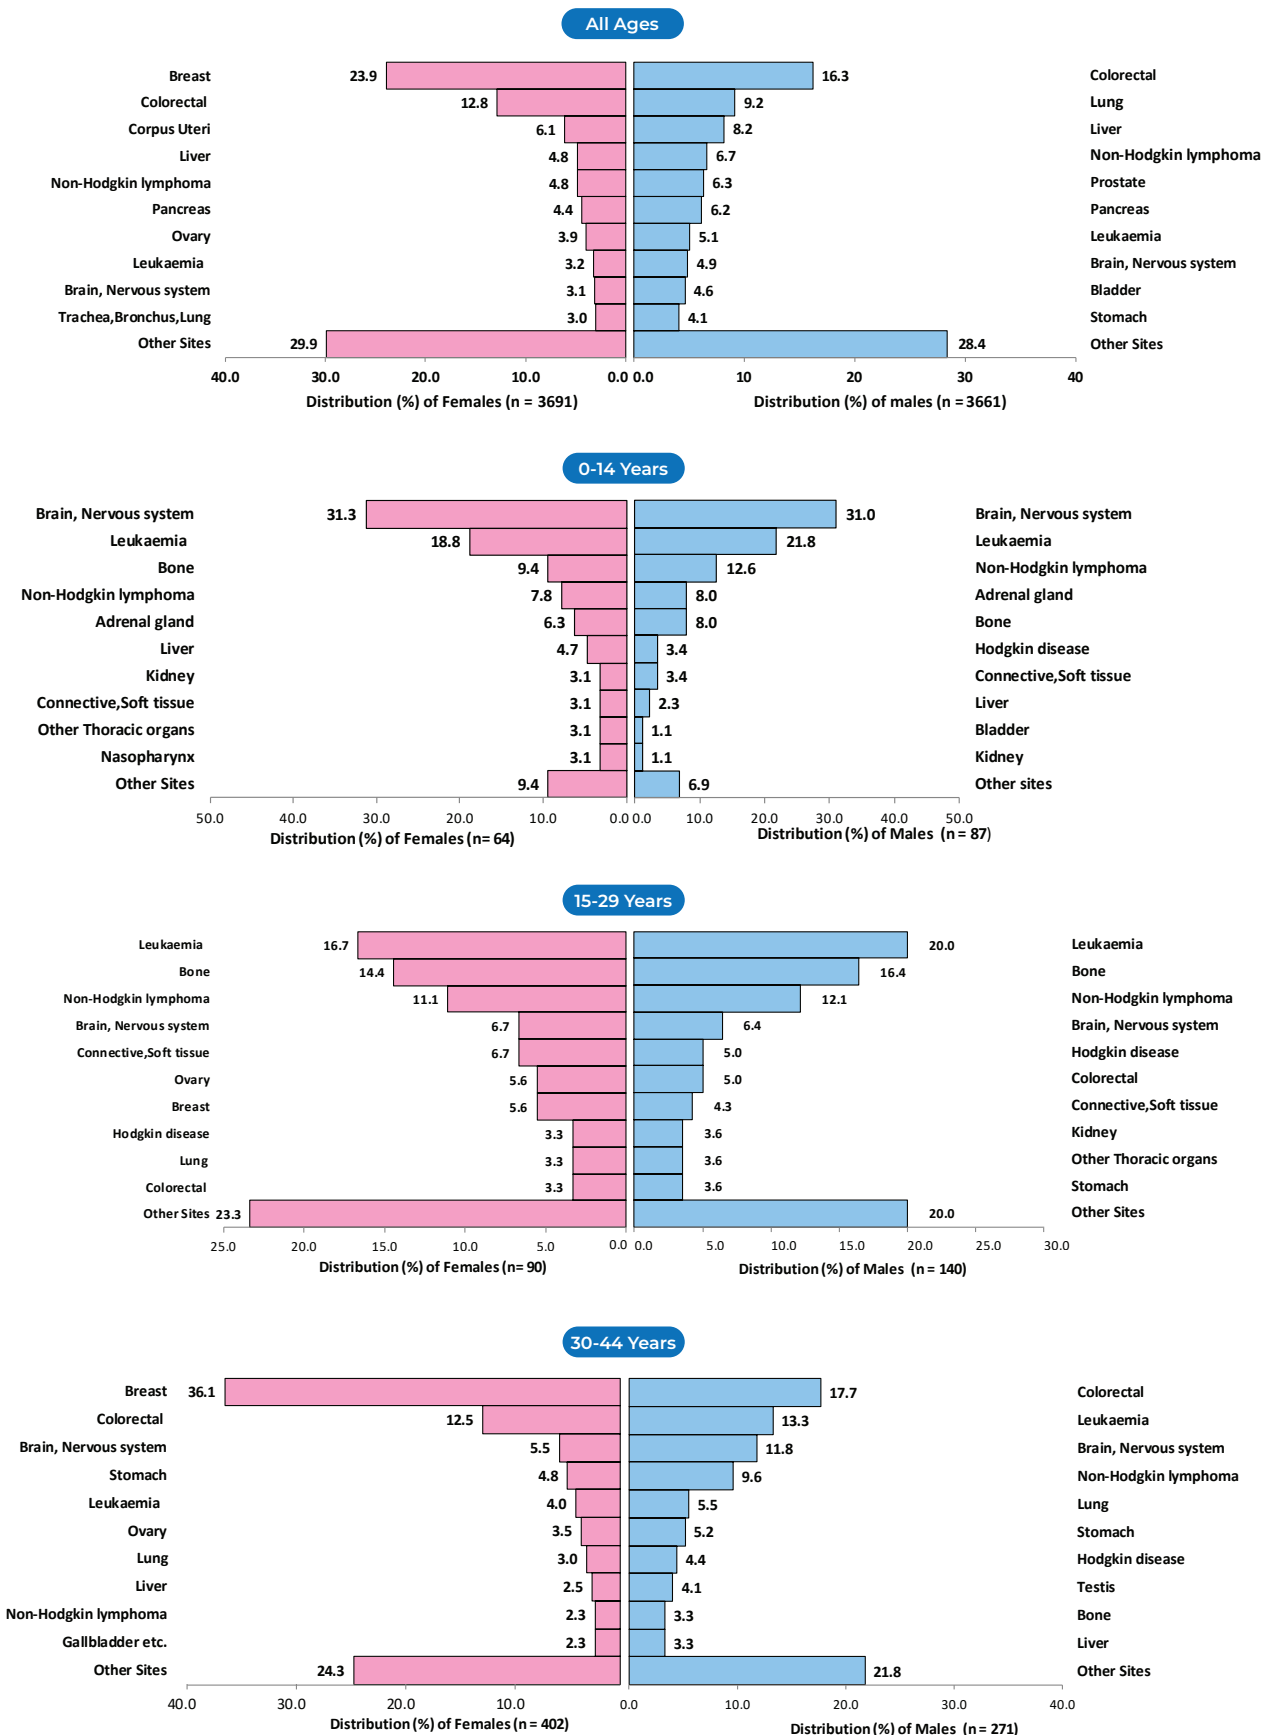 All Ages
Breast 23.9 16.3 Colorectal
Colorectal 12.8 9.2 Lung
Corpus Uteri 6.1 8.2 Liver
Liver 4.8 6.7 Non-Hodgkin lymphoma
Non-Hodgkin lymphoma 4.8 6.3 Prostate
Pancreas 4.4 6.2 Pancreas
Ovary 3.9 5.1 Leukaemia
Leukaemia 3.2 4.9 Brain, Nervous system
Brain, Nervous system 3.1 4.6 Bladder
Trachea,Bronchus,Lung 3.0 4.1 Stomach
Other Sites 29.9 28.4 Other Sites
40.0 30.0 20.0 10.0 0.0 0.0 10 20 30 40
Distribution (%) of Females (n = 3691) Distribution (%) of males (n = 3661)
0-14 Years
Brain, Nervous system 31.3 31.0 Brain, Nervous system
Leukaemia 18.8 21.8 Leukaemia
Bone 9.4 12.6 Non-Hodgkin lymphoma
Non-Hodgkin lymphoma 7.8 8.0 Adrenal gland
Adrenal gland 6.3 8.0 Bone
Liver 4.7 3.4 Hodgkin disease
Kidney 3.1 3.4 Connective,Soft tissue
Connective,Soft tissue 3.1 2.3 Liver
Other Thoracic organs 3.1 1.1 Bladder
Nasopharynx 3.1 1.1 Kidney
Other Sites 9.4 6.9 Other sites
50.0 40.0 30.0 20.0 10.0 0.0 0.0 10.0 20.0 30.0 40.0 50.0
Distribution (%) of Females (n= 64) Distribution (%) of Males (n = 87)
15-29 Years
Leukaemia 16.7 20.0 Leukaemia
Bone 14.4 16.4 Bone
Non-Hodgkin lymphoma 11.1 12.1 Non-Hodgkin lymphoma
Brain, Nervous system 6.7 6.4 Brain, Nervous system
Connective,Soft tissue 6.7 5.0 Hodgkin disease
Ovary 5.6 5.0 Colorectal
Breast 5.6 4.3 Connective,Soft tissue
Hodgkin disease 3.3 3.6 Kidney
Lung 3.3 3.6 Other Thoracic organs
Colorectal 3.3 3.6 Stomach
Other Sites 23.3 20.0 Other Sites
25.0 20.0 15.0 10.0 5.0 0.0 0.0 5.0 10.0 15.0 20.0 25.0 30.0
Distribution (%) of Females (n= 90) Distribution (%) of Males (n = 140)
30-44 Years
Breast 36.1 17.7 Colorectal
Colorectal 12.5 13.3 Leukaemia
Brain, Nervous system 5.5 11.8 Brain, Nervous system
Stomach 4.8 9.6 Non-Hodgkin lymphoma
Leukaemia 4.0 5.5 Lung
Ovary 3.5 5.2 Stomach
Lung 3.0 4.4 Hodgkin disease
Liver 2.5 4.1 Testis
Non-Hodgkin lymphoma 2.3 3.3 Bone
Gallbladder etc. 2.3 3.3 Liver
Other Sites 24.3 21.8 Other Sites
40.0 30.0 20.0 10.0 0.0 10.0 20.0 30.0 40.0
Distribution (%) of Females (n = 402) Distribution (%) of Males (n = 271)